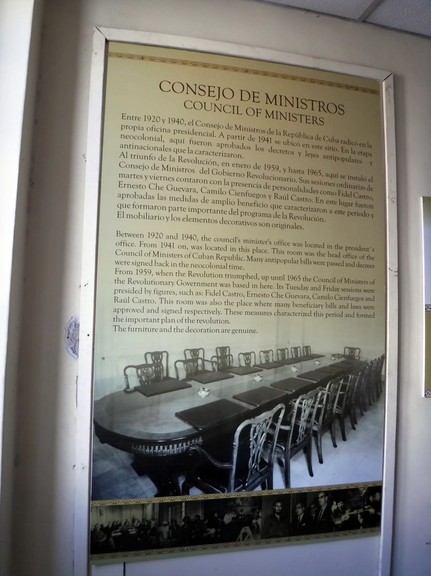 CONSEJO DE MINISTROS
COUNCIL OF MINISTERS
Entre 1920 y 1940, el Consejo de Ministros de la República de Cuba radicó en la
propia oficina presidencial. A partir de 1941 se ubicó en este sitio. En la etapa
neocolonial, aquí fueron aprobados los decretos y leyes antipopulares y
antinacionales que la caracterizaron.
Al triunfo de la Revolución, en enero de 1959, y hasta 1965, aquí se instaló el
Consejo de Ministros del Gobierno Revolucionario. Sus sesiones ordinarias de
martes y viernes contaron con la presencia de personalidades como Fidel Castro,
Ernesto Che Guevara, Camilo Cienfuegos y Raúl Castro. En este lugar fueron
aprobadas las medidas de amplio beneficio que caracterizaron a este período y
que formaron parte importante del programa de la Revolución.
El mobiliario y los elementos decorativos son originales.
Between 1920 and 1940, the council's minister's office was located in the president´s
office. From 1941 on, was located in this place. This room was the head office of the
Council of Ministers of Cuban Republic. Many antipopular bills were passed and decrees
were signed back in the neocolonial time.
From 1959, when the Revolution triumphed, up until 1965 the Council of Ministers of
the Revolutionary Government was based in here. Its Tuesday and Friday sessions were
presided by figures, such as: Fidel Castro, Ernesto Che Guevara, Camilo Cienfuegos and
Raúl Castro. This room was also the place where many beneficiary bills and laws were
approved and signed respectively. These measures characterized this period and formed
the important plan of the revolution.
The furniture and the decoration are genuine.